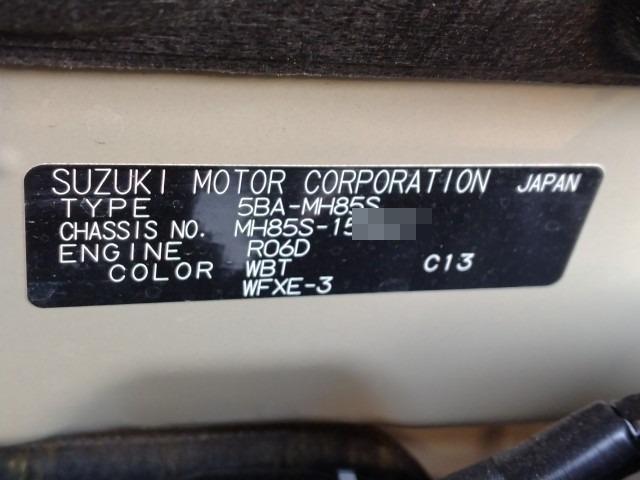 SUZUKI MOTOR CORPORATION JAPAN
TYPE 5BA-MH85S
CHASSIS NO. MH85S-15
ENGINE R06D
COLOR WBT C13
WFXE-3